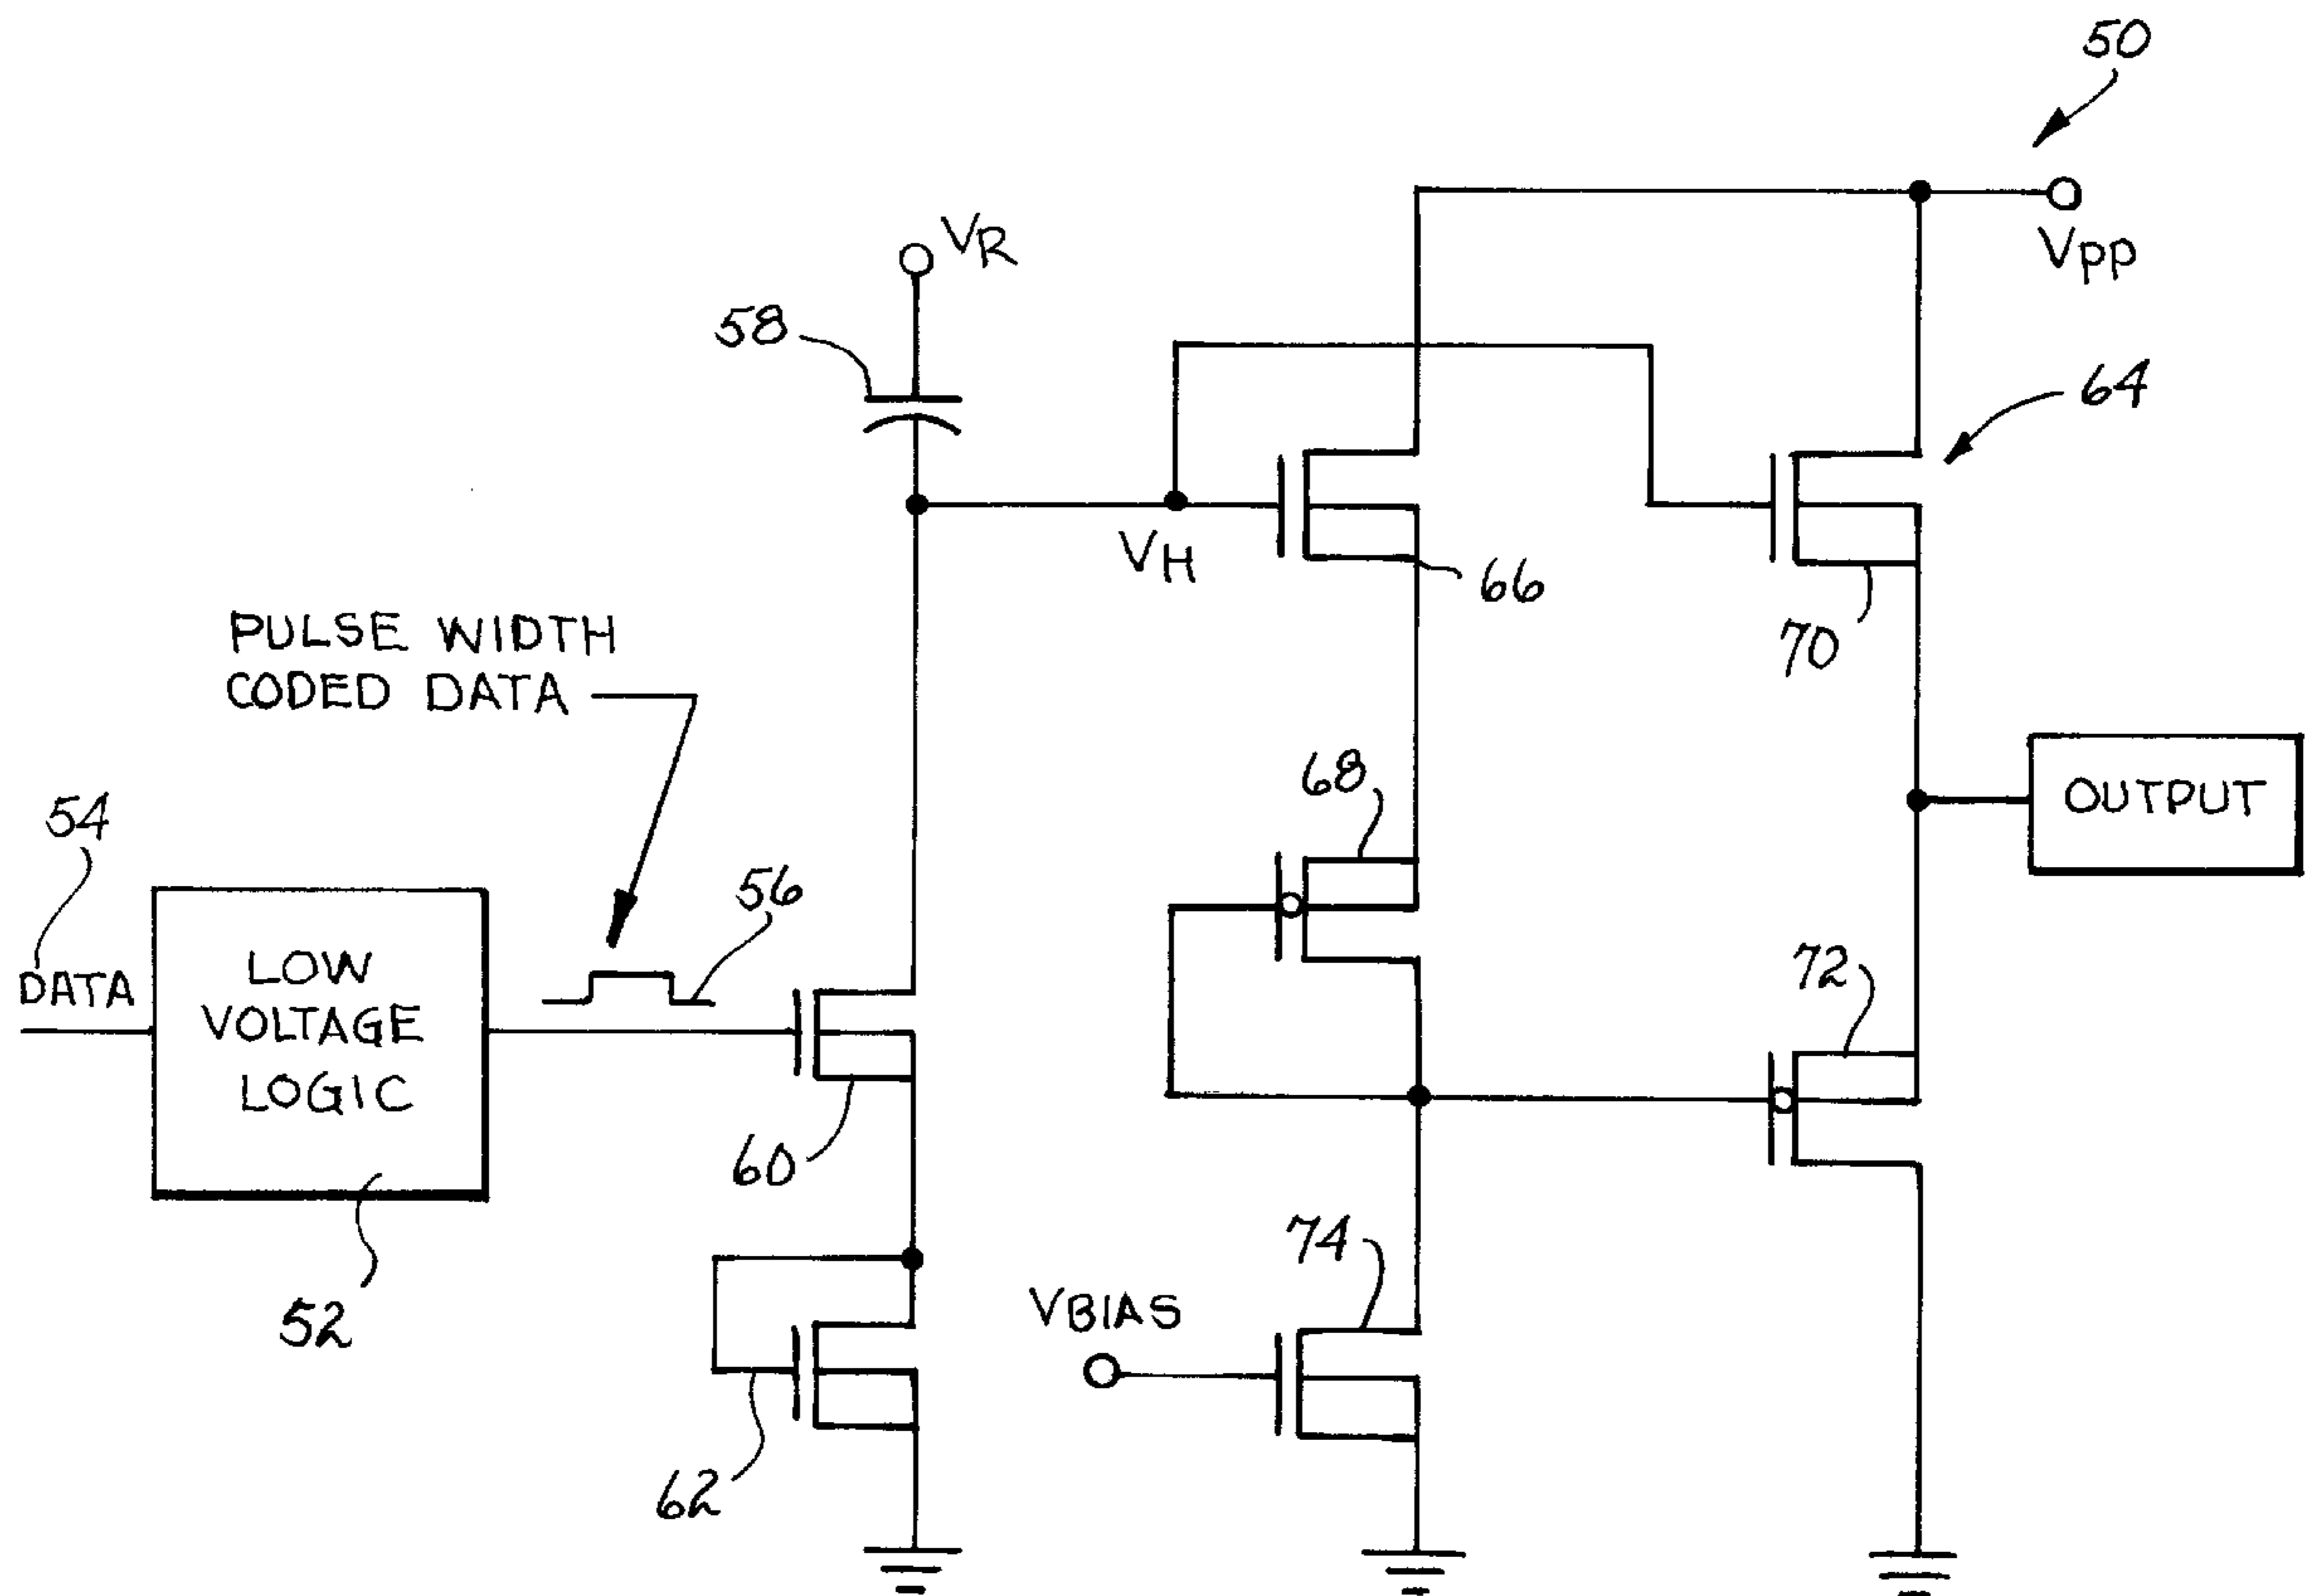 50
VR
VPP
58
64
VH
66
70
PULSE WIDTH
CODED DATA
68
OUTPUT
54
DATA
56
LOW
VOLTAGE
LOGIC
72
60
52
74
VBIAS
62